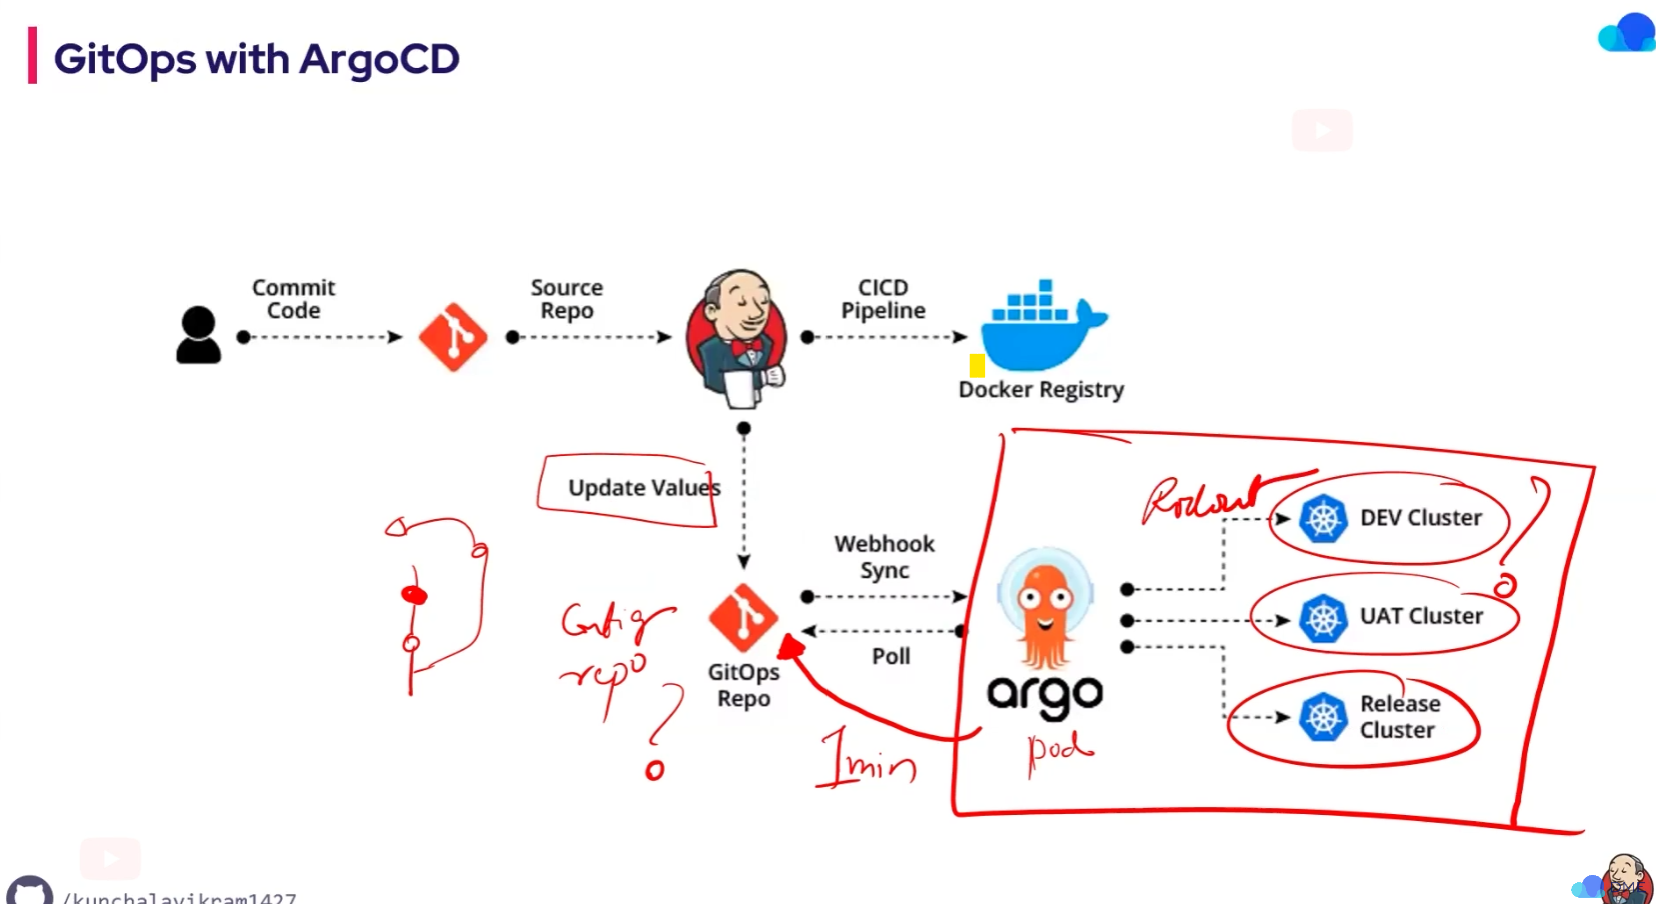 GitOps with ArgoCD
Commit
Code
Source
Repo
CICD
Pipeline
Docker Registry
Update Values
Webhook
Sync
Poll
GitOps
Repo
Config
repo
?
1min
argo
pod
Rodout
DEV Cluster
?
UAT Cluster
Release
Cluster
/kunchalavikram1427